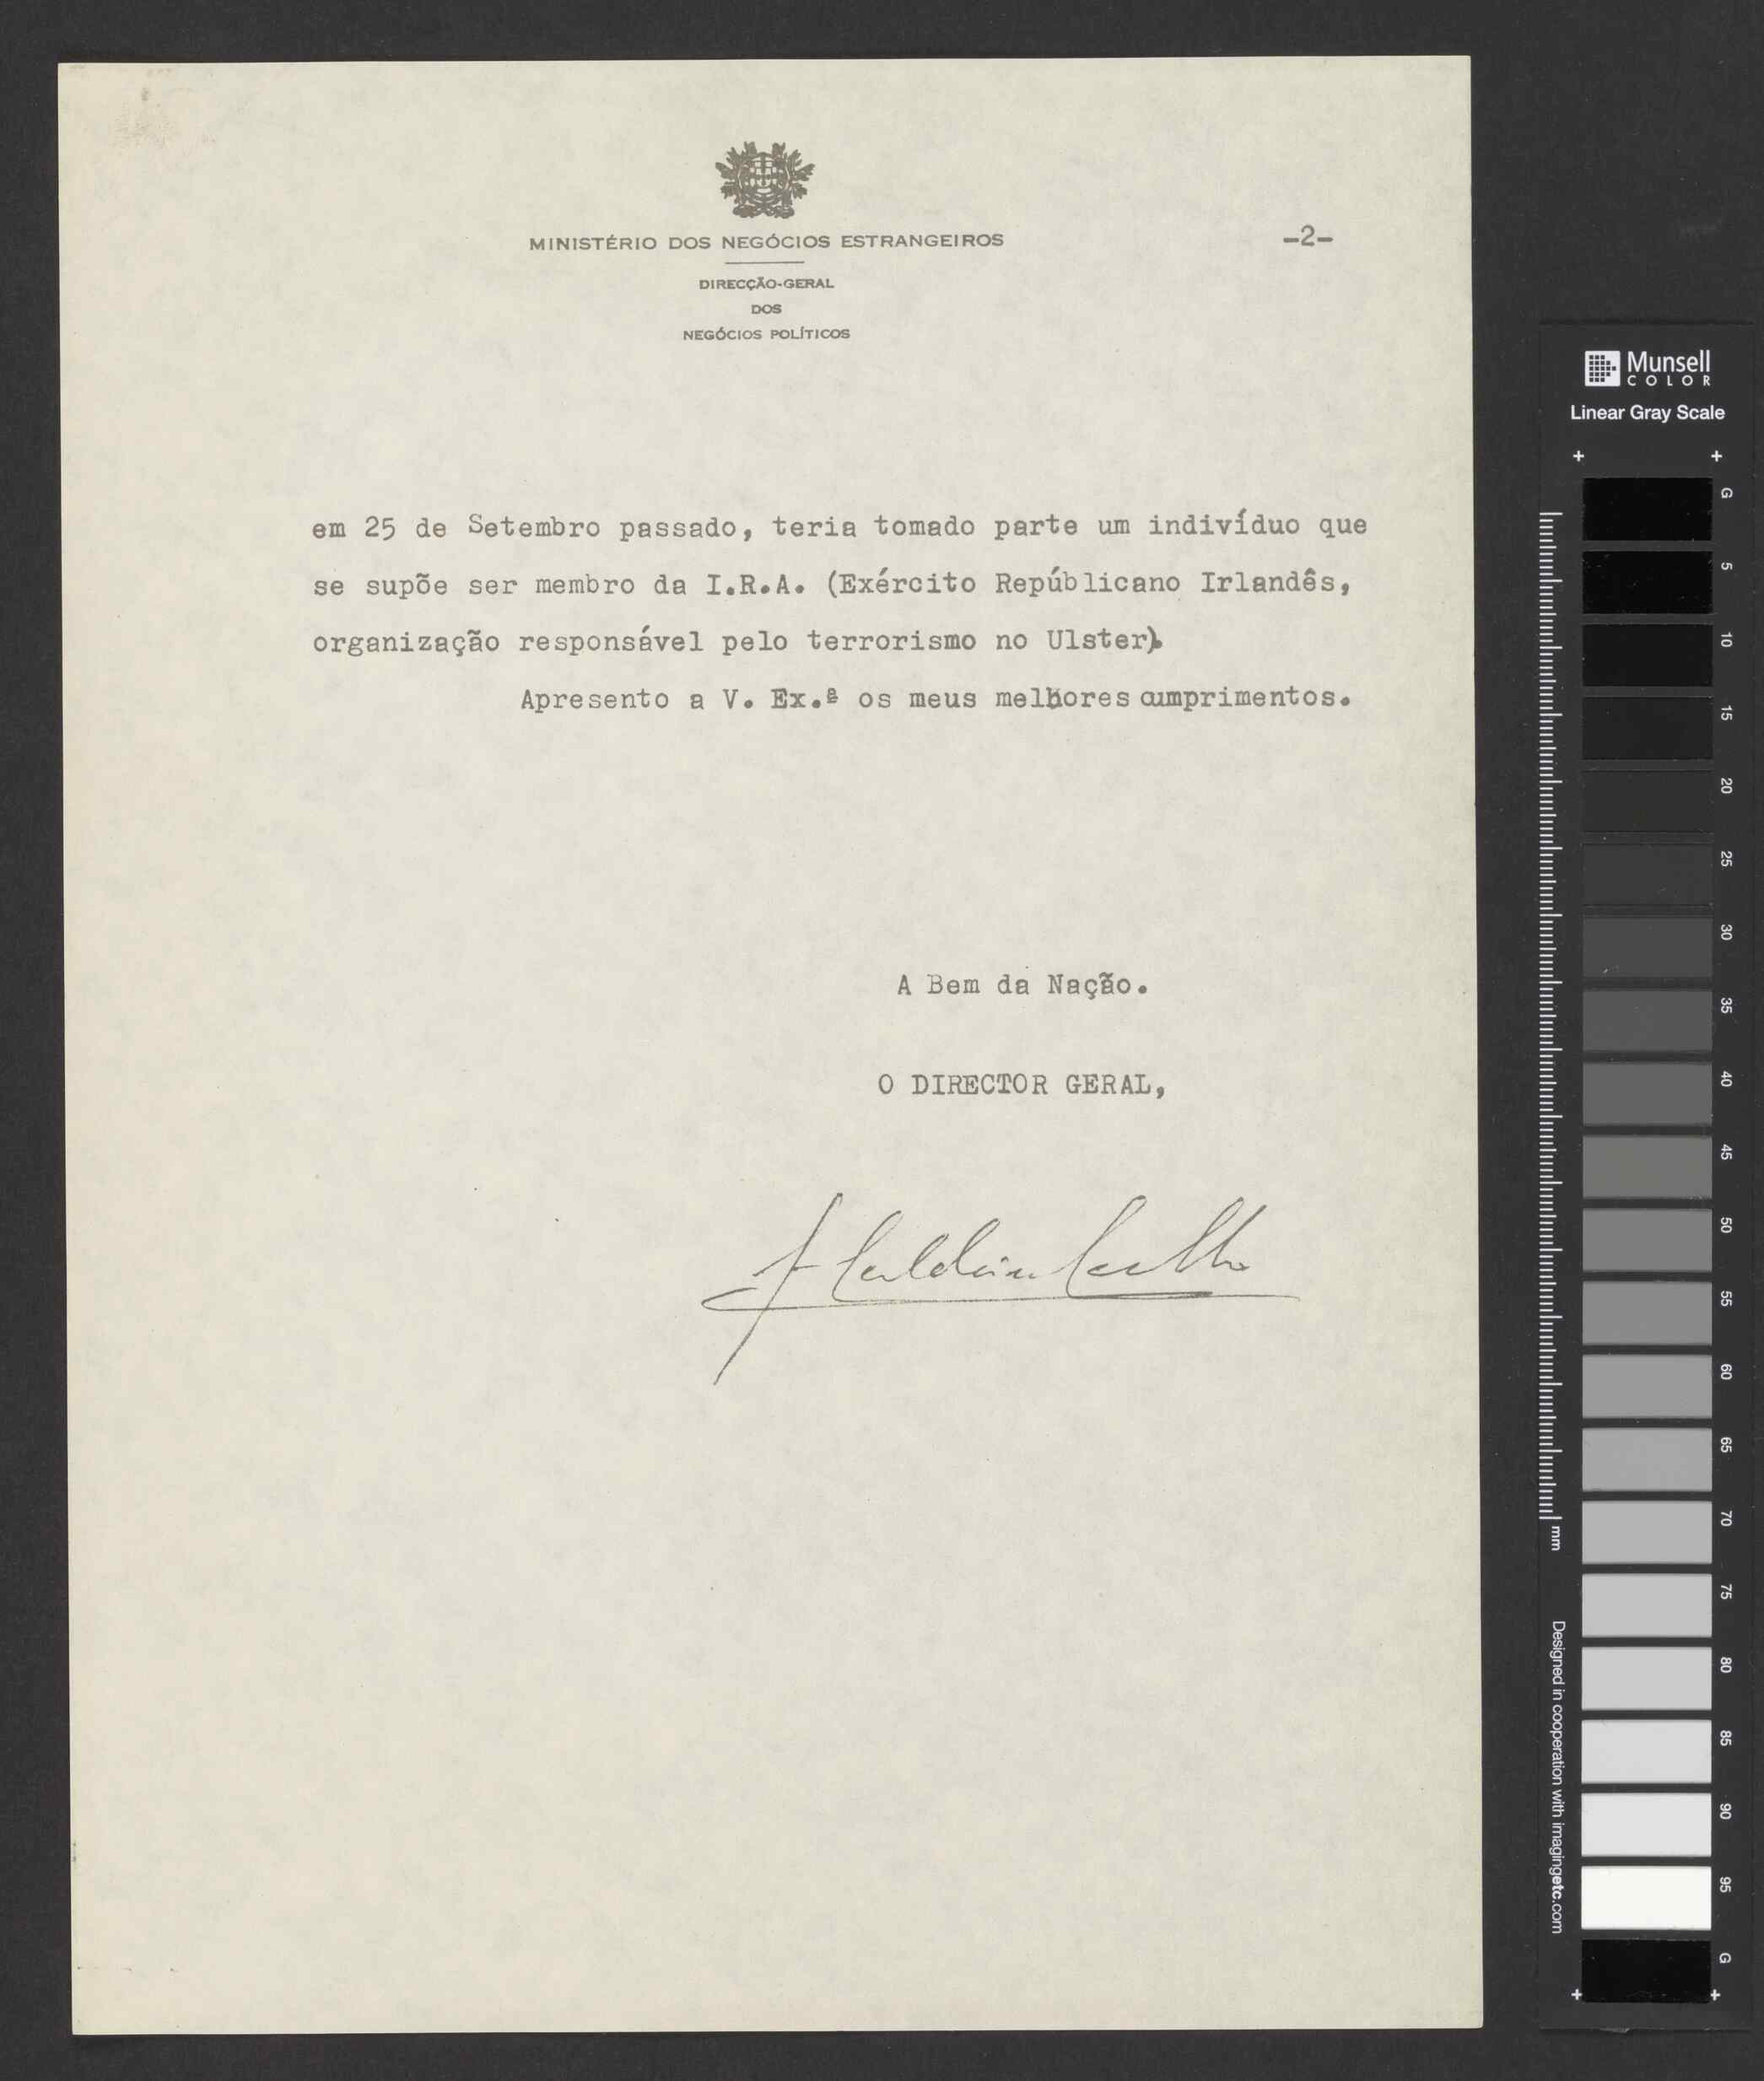 MINISTÉRIO DOS NEGÓCIOS ESTRANGEIROS
-2-
DIRECÇÃO-GERAL
DOS
NEGÓCIOS POLÍTICOS
em 25 de Setembro passado, teria tomado parte um indivíduo que
se supõe ser membro da I.R.A. (Exército Repúblicano Irlandês,
organização responsável pelo terrorismo no Ulster).
Apresento a V. Ex.ª os meus melhores cumprimentos.
A Bem da Nação.
O DIRECTOR GERAL,
Munsell
COLOR
Linear Gray Scale
G
5
10
15
20
25
30
35
40
45
50
55
60
65
70
75
80
85
90
95
G
mm
Designed in cooperation with imagingetc.com